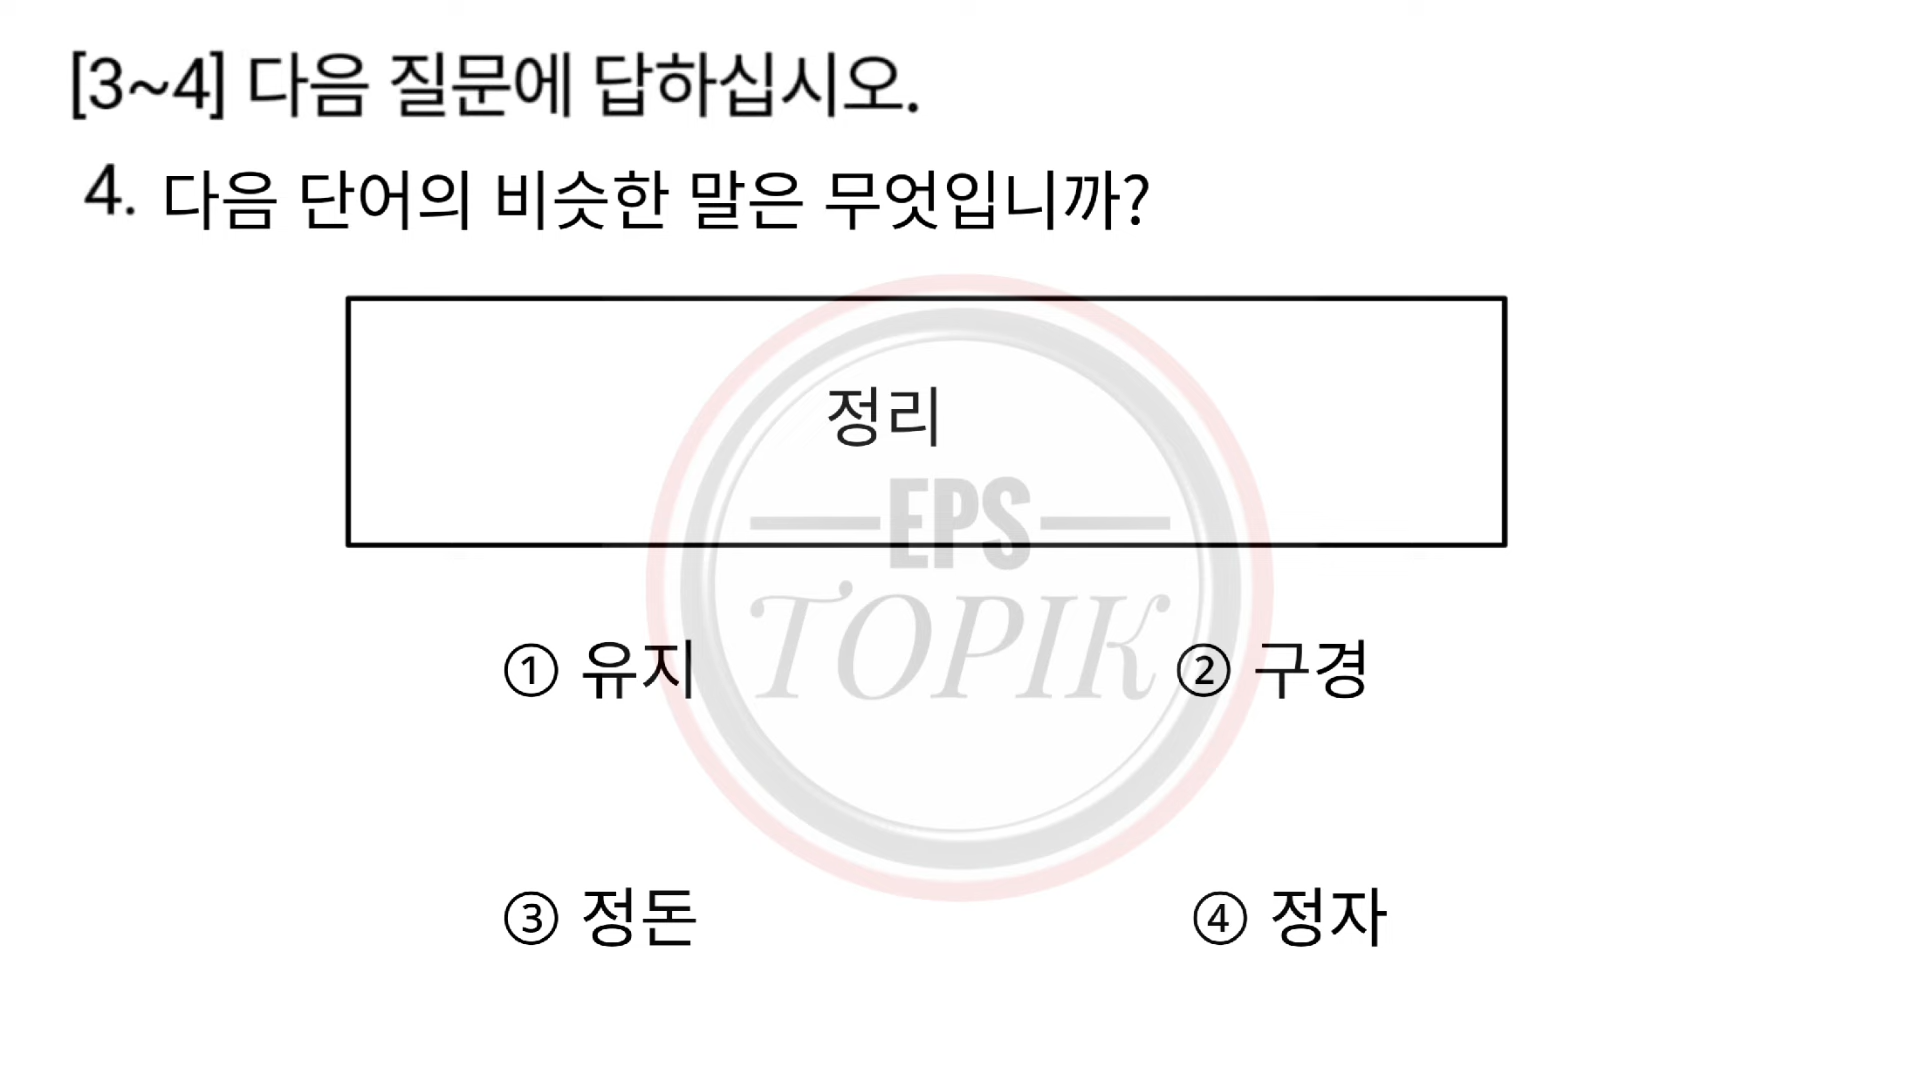 [3~4] 다음 질문에 답하십시오.
4. 다음 단어의 비슷한 말은 무엇입니까?
정리
EPS
TOPIK
① 유지 ② 구경
③ 정돈 ④ 정자